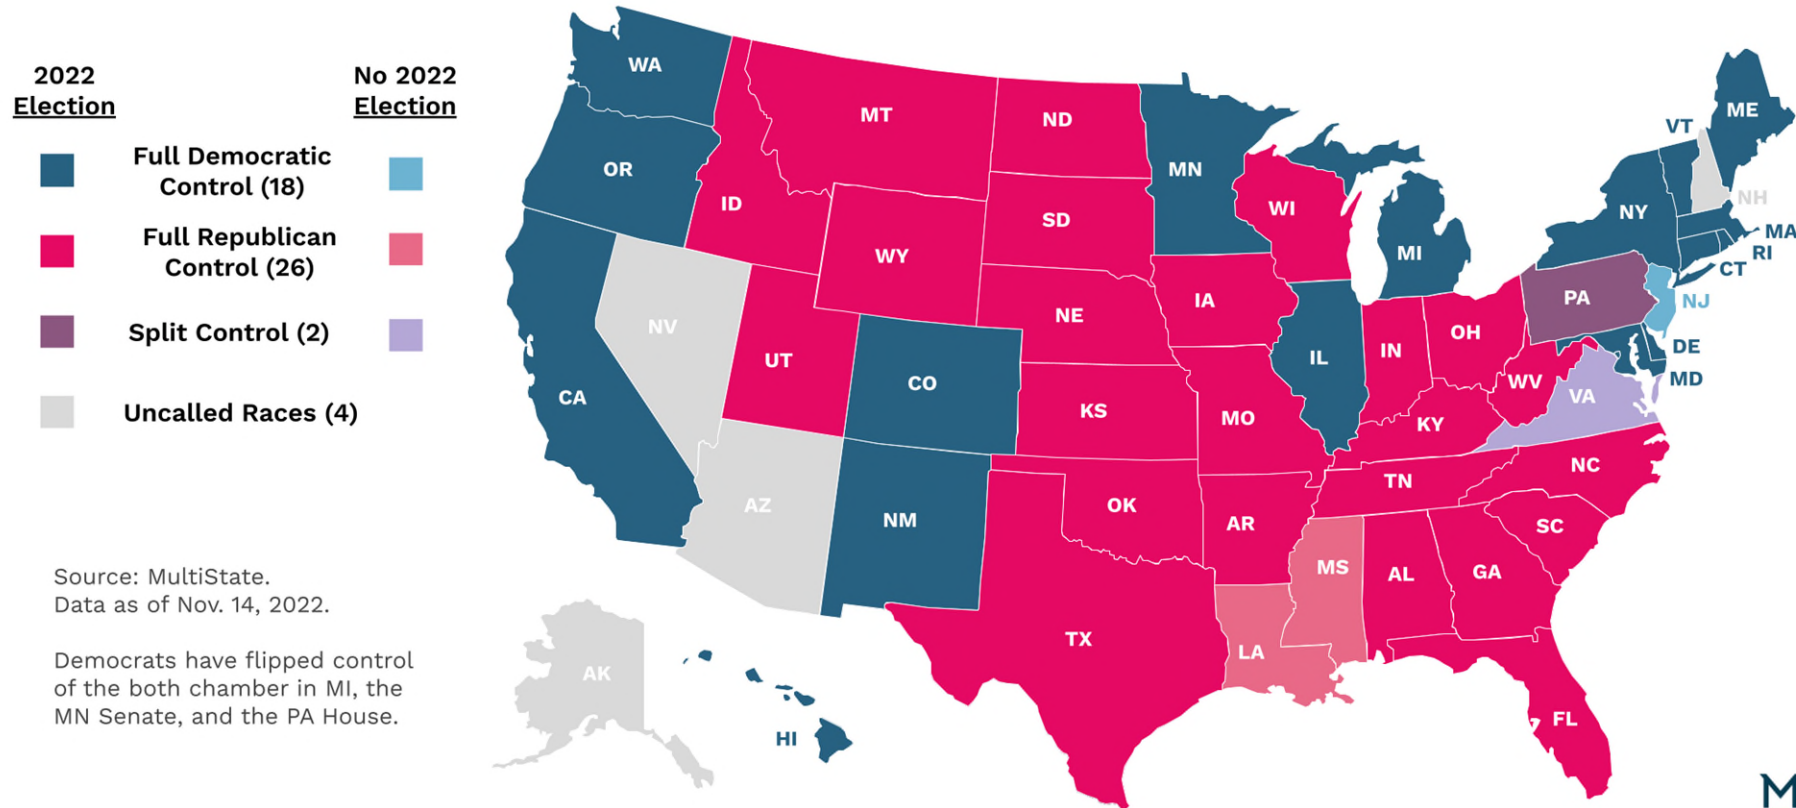 2022
Election
No 2022
Election
Full Democratic
Control (18)
Full Republican
Control (26)
Split Control (2)
Uncalled Races (4)
Source: MultiState.
Data as of Nov. 14, 2022.
Democrats have flipped control
of the both chamber in MI, the
MN Senate, and the PA House.
WA
OR
CA
NV
ID
MT
WY
UT
AZ
CO
NM
ND
SD
NE
KS
OK
TX
MN
IA
MO
AR
LA
WI
IL
MI
IN
OH
KY
TN
MS
AL
GA
FL
SC
NC
VA
WV
PA
NY
VT
NH
ME
MA
RI
CT
NJ
DE
MD
AK
HI
M